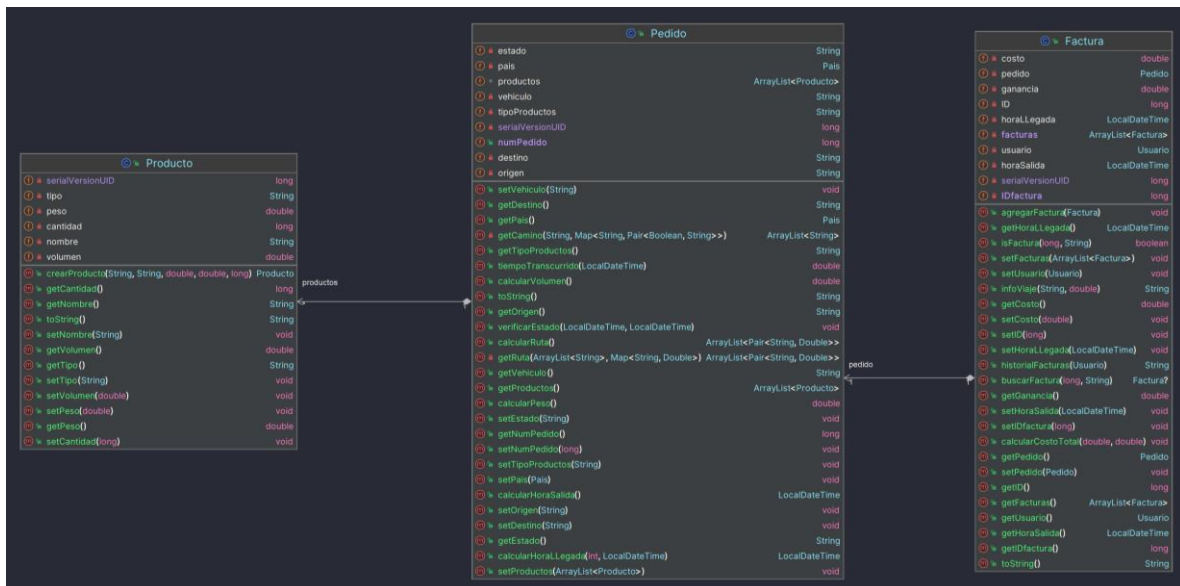 Producto
serialVersionUID long
tipo String
peso double
cantidad long
nombre String
volumen double
crearProducto(String, String, double, double, long) Producto
getCantidad() long
getNombre() String
toString() String
setNombre(String) void
getVolumen() double
getTipo() String
setTipo(String) void
setVolumen(double) void
setPeso(double) void
getPeso() double
setCantidad(long) void
productos
Pedido
estado String
pais Pais
productos ArrayList<Producto>
vehiculo String
tipoProductos String
serialVersionUID long
numPedido long
destino String
origen String
setVehiculo(String) void
getDestino() String
getPais() Pais
getCamino(String, Map<String, Pair<Boolean, String>>) ArrayList<String>
getTipoProductos() String
tiempoTranscurrido(LocalDateTime) double
calcularVolumen() double
toString() String
getOrigen() String
verificarEstado(LocalDateTime, LocalDateTime) void
calcularRuta() ArrayList<Pair<String, Double>>
getRuta(ArrayList<String>, Map<String, Double>) ArrayList<Pair<String, Double>>
getVehiculo() String
getProductos() ArrayList<Producto>
calcularPeso() double
setEstado(String) void
getNumPedido() long
setNumPedido(long) void
setTipoProductos(String) void
setPais(Pais) void
calcularHoraSalida() LocalDateTime
setOrigen(String) void
setDestino(String) void
getEstado() String
calcularHoraLLegada(int, LocalDateTime) LocalDateTime
setProductos(ArrayList<Producto>) void
pedido
Factura
costo double
pedido Pedido
ganancia double
ID long
horaLLegada LocalDateTime
facturas ArrayList<Factura>
usuario Usuario
horaSalida LocalDateTime
serialVersionUID long
IDfactura long
agregarFactura(Factura) void
getHoraLLegada() LocalDateTime
isFactura(long, String) boolean
setFacturas(ArrayList<Factura>) void
setUsuario(Usuario) void
infoViaje(String, double) String
getCosto() double
setCosto(double) void
setID(long) void
setHoraLLegada(LocalDateTime) void
historialFacturas(Usuario) String
buscarFactura(long, String) Factura?
getGanancia() double
setHoraSalida(LocalDateTime) void
setIDfactura(long) void
calcularCostoTotal(double, double) void
getPedido() Pedido
setPedido(Pedido) void
getID() long
getFacturas() ArrayList<Factura>
getUsuario() Usuario
getHoraSalida() LocalDateTime
getIDfactura() long
toString() String